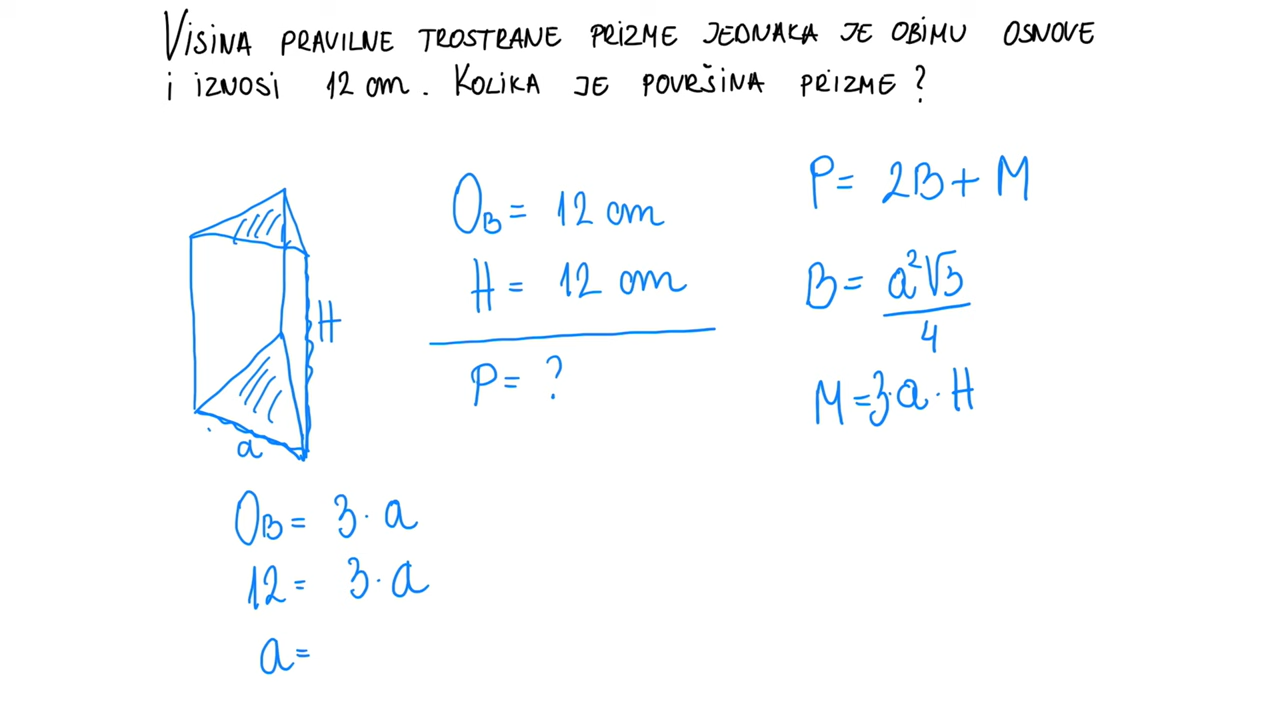 VISINA PRAVILNE TROSTRANE PRIZME JEDNAKA JE OBIMU OSNOVE
I IZNOSI 12 cm. KOLIKA JE POVRŠINA PRIZME?
H
a
O_B = 12 cm
H = 12 cm
P = ?
P = 2B + M
B = a²√3/4
M = 3·a·H
O_B = 3·a
12 = 3·a
a =